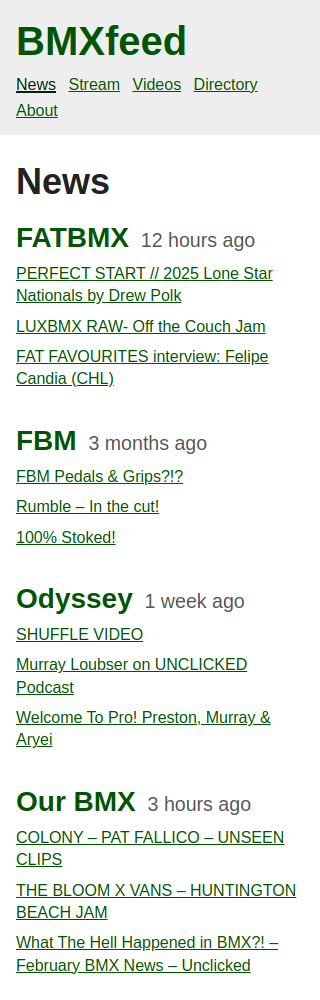 BMXfeed
News Stream Videos Directory
About
News
FATBMX 12 hours ago
PERFECT START // 2025 Lone Star
Nationals by Drew Polk
LUXBMX RAW- Off the Couch Jam
FAT FAVOURITES interview: Felipe
Candia (CHL)
FBM 3 months ago
FBM Pedals & Grips?!?
Rumble – In the cut!
100% Stoked!
Odyssey 1 week ago
SHUFFLE VIDEO
Murray Loubser on UNCLICKED
Podcast
Welcome To Pro! Preston, Murray &
Aryei
Our BMX 3 hours ago
COLONY – PAT FALLICO – UNSEEN
CLIPS
THE BLOOM X VANS – HUNTINGTON
BEACH JAM
What The Hell Happened in BMX?! –
February BMX News – Unclicked